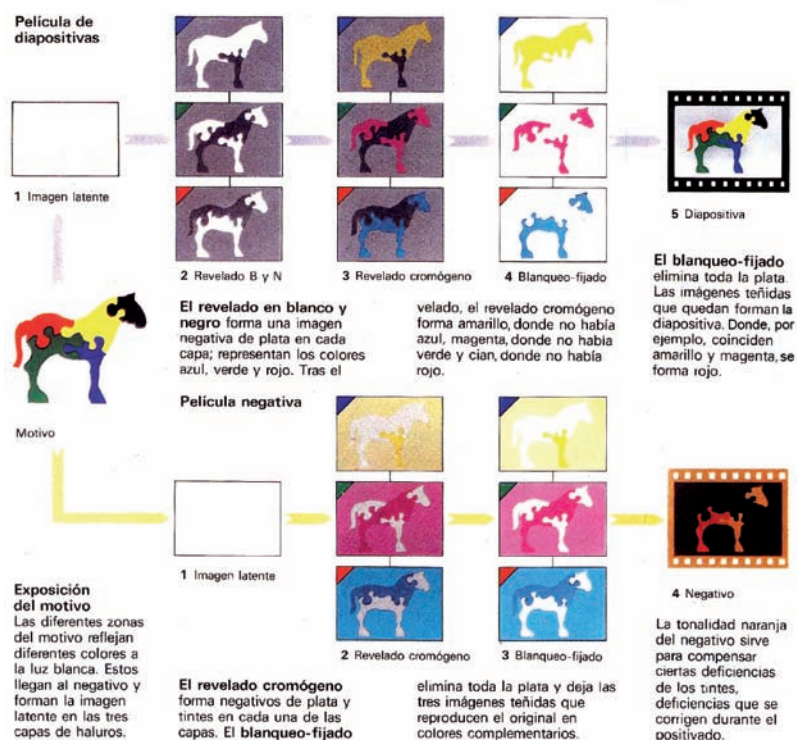 Película de
diapositivas
1 Imagen latente
2 Revelado B y N
3 Revelado cromógeno
4 Blanqueo-fijado
5 Diapositiva
El revelado en blanco y
negro forma una imagen
negativa de plata en cada
capa; representan los colores
azul, verde y rojo. Tras el
velado, el revelado cromógeno
forma amarillo, donde no había
azul, magenta, donde no había
verde y cian, donde no había
rojo.
El blanqueo-fijado
elimina toda la plata.
Las imágenes teñidas
que quedan forman la
diapositiva. Donde, por
ejemplo, coinciden
amarillo y magenta, se
forma rojo.
Motivo
Película negativa
1 Imagen latente
2 Revelado cromógeno
3 Blanqueo-fijado
4 Negativo
Exposición
del motivo
Las diferentes zonas
del motivo reflejan
diferentes colores a
la luz blanca. Estos
llegan al negativo y
forman la imagen
latente en las tres
capas de haluros.
El revelado cromógeno
forma negativos de plata y
tintes en cada una de las
capas. El blanqueo-fijado
elimina toda la plata y deja las
tres imágenes teñidas que
reproducen el original en
colores complementarios.
La tonalidad naranja
del negativo sirve
para compensar
ciertas deficiencias
de los tintes,
deficiencias que se
corrigen durante el
positivado.